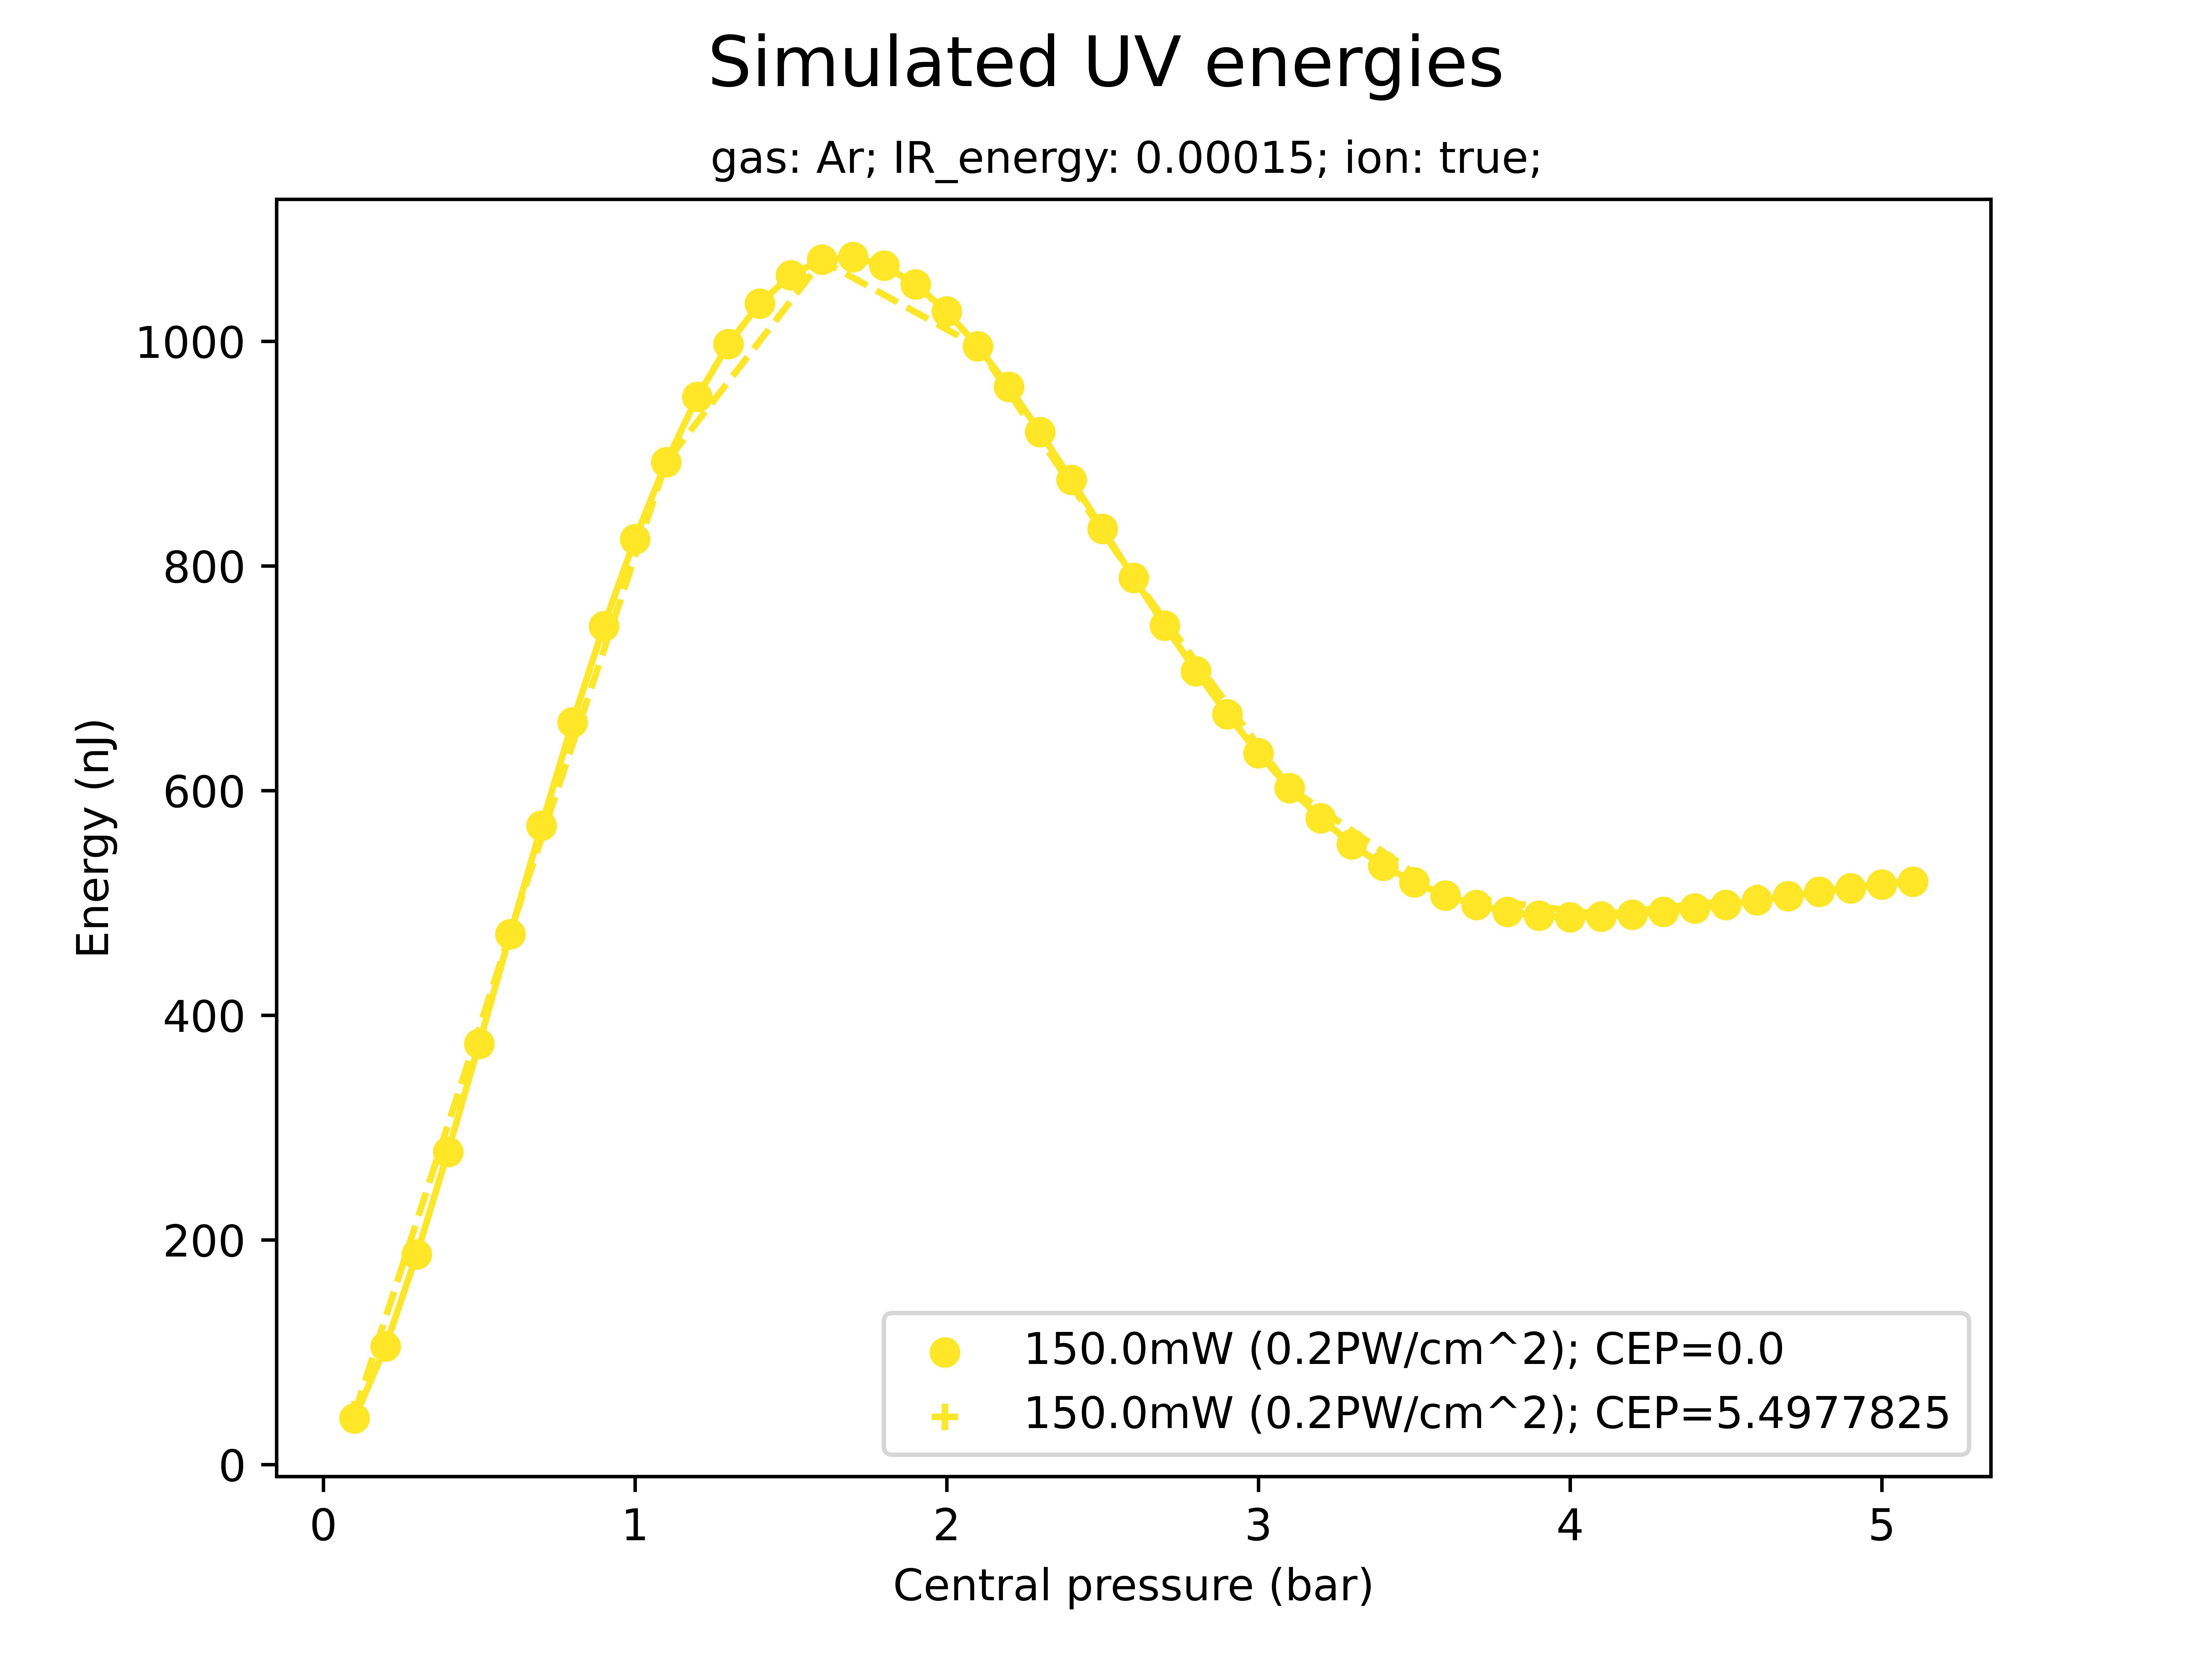 Simulated UV energies
gas: Ar; IR_energy: 0.00015; ion: true;
Energy (nJ)
1000
800
600
400
200
0
150.0mW (0.2PW/cm^2); CEP=0.0
150.0mW (0.2PW/cm^2); CEP=5.4977825
0 1 2 3 4 5
Central pressure (bar)